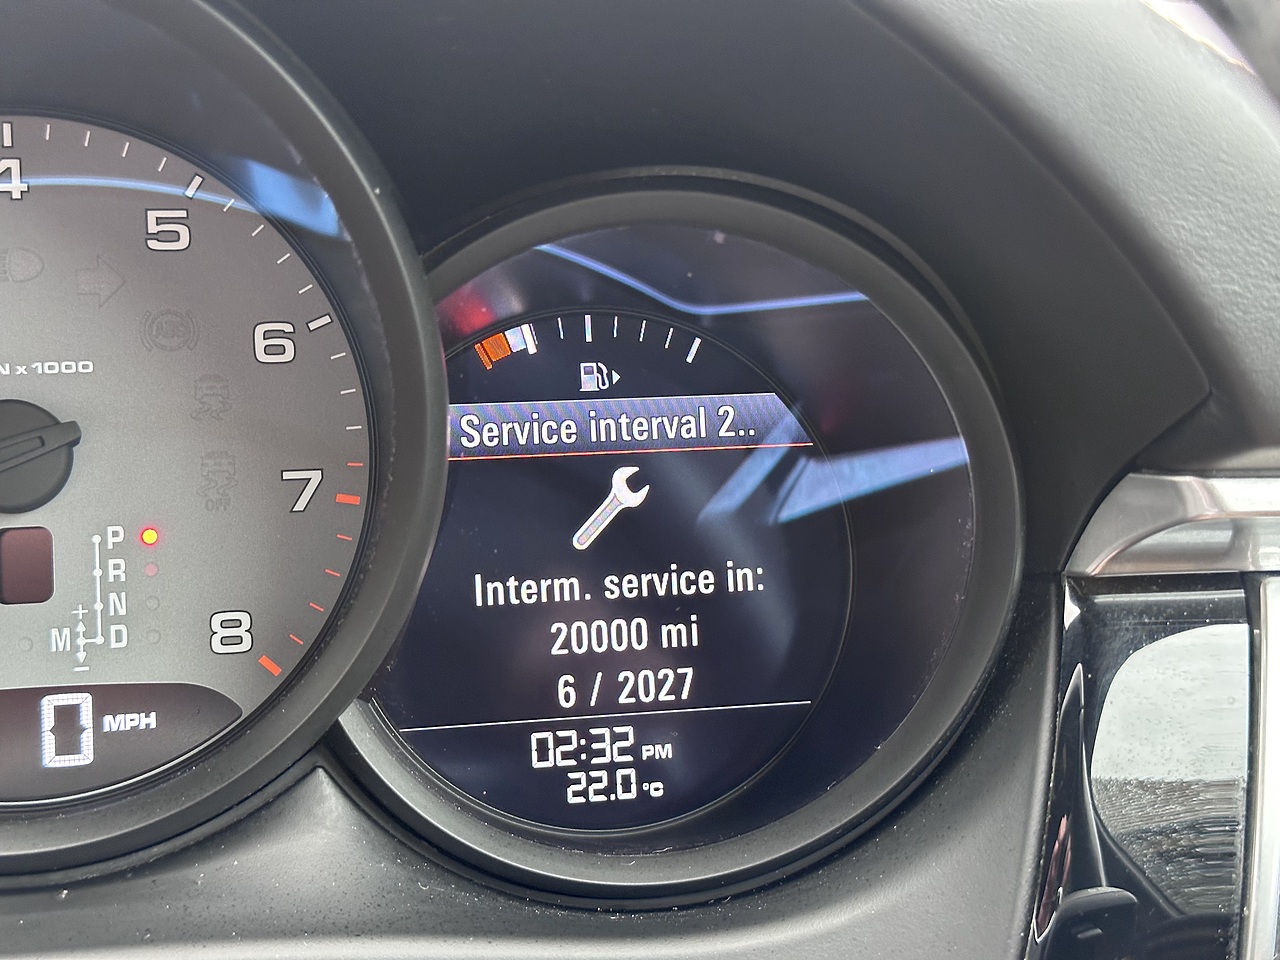 4
5
6
7
8
x1000
P
R
N
+
M D
0 MPH
Service interval 2..
Interm. service in:
20000 mi
6 / 2027
02:32 PM
22.0 °C